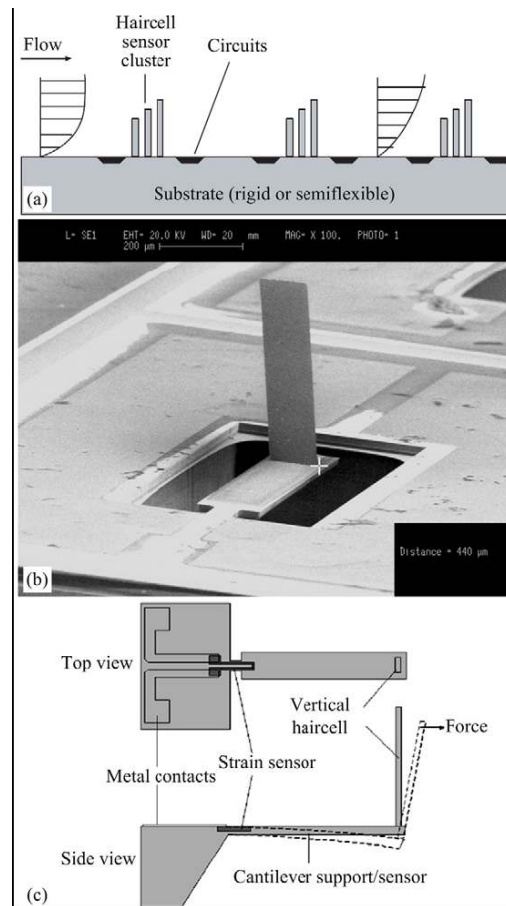 Flow
Haircell
sensor
cluster
Circuits
Substrate (rigid or semiflexible)
(a)
L= SE1 EHT= 20.0 KV WD= 20 mm MAG= X 100. PHOTO= 1
200 µm
Distance = 440 µm
(b)
Top view
Vertical
haircell
Force
Strain sensor
Metal contacts
Side view
Cantilever support/sensor
(c)